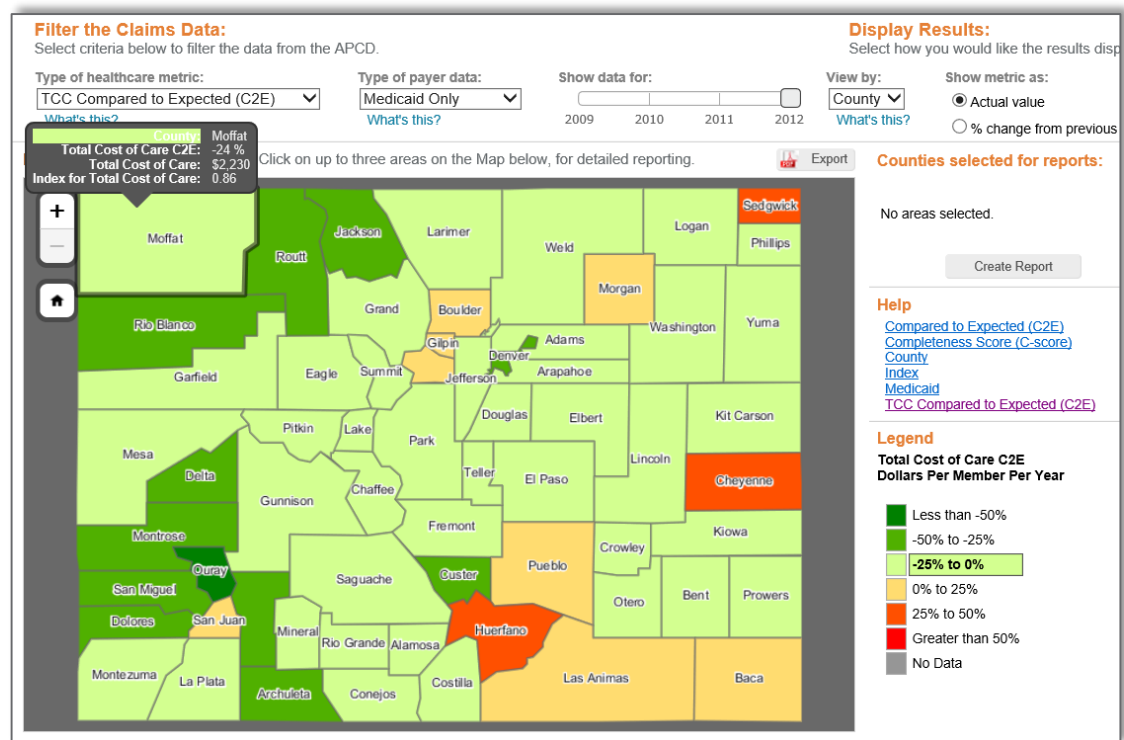 Filter the Claims Data:
Select criteria below to filter the data from the APCD.
Display Results:
Select how you would like the results disp
Type of healthcare metric:
TCC Compared to Expected (C2E)
What's this?
Type of payer data:
Medicaid Only
What's this?
Show data for:
2009 2010 2011 2012
View by:
County
What's this?
Show metric as:
Actual value
% change from previous
County: Moffat
Total Cost of Care C2E: -24 %
Total Cost of Care: $2,230
Index for Total Cost of Care: 0.86
Click on up to three areas on the Map below, for detailed reporting.
Export
+
−
Moffat
Routt
Jackson
Larimer
Weld
Logan
Sedgwick
Phillips
Morgan
Rio Blanco
Grand
Boulder
Gilpin
Washington
Yuma
Adams
Denver
Arapahoe
Jefferson
Garfield
Eagle
Summit
Douglas
Elbert
Kit Carson
Pitkin
Lake
Park
Mesa
Delta
Teller
El Paso
Lincoln
Cheyenne
Gunnison
Chaffee
Fremont
Kiowa
Montrose
Crowley
Ouray
Saguache
Custer
Pueblo
San Miguel
Otero
Bent
Prowers
Dolores
San Juan
Mineral
Rio Grande
Alamosa
Huerfano
Montezuma
La Plata
Archuleta
Conejos
Costilla
Las Animas
Baca
Counties selected for reports:
No areas selected.
Create Report
Help
Compared to Expected (C2E)
Completeness Score (C-score)
County
Index
Medicaid
TCC Compared to Expected (C2E)
Legend
Total Cost of Care C2E
Dollars Per Member Per Year
Less than -50%
-50% to -25%
-25% to 0%
0% to 25%
25% to 50%
Greater than 50%
No Data